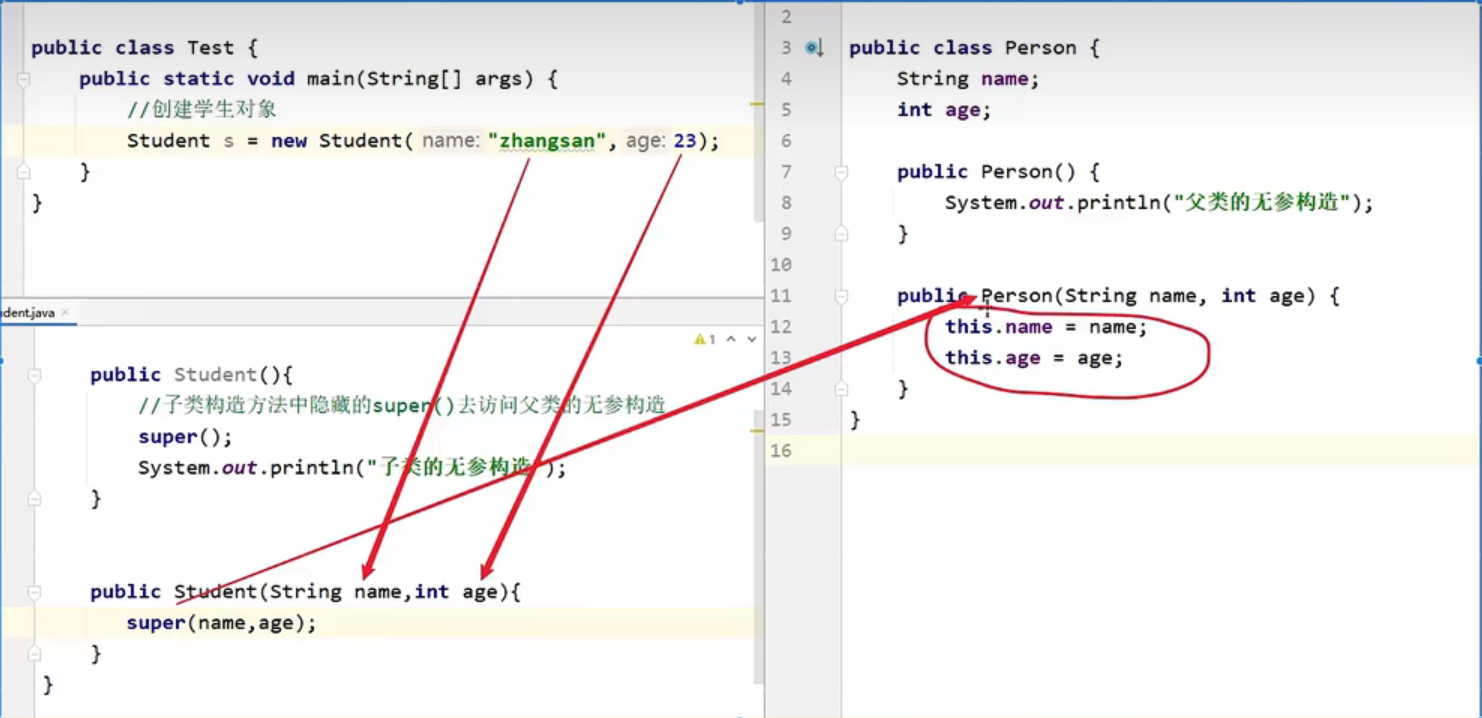 public class Test {
public static void main(String[] args) {
//创建学生对象
Student s = new Student( name: "zhangsan", age: 23);
}
}
dent.java ×
1
public Student(){
//子类构造方法中隐藏的super()去访问父类的无参构造
super();
System.out.println("子类的无参构造");
}
public Student(String name,int age){
super(name,age);
}
}
2
3 public class Person {
4 String name;
5 int age;
6
7 public Person() {
8 System.out.println("父类的无参构造");
9 }
10
11 public Person(String name, int age) {
12 this.name = name;
13 this.age = age;
14 }
15 }
16